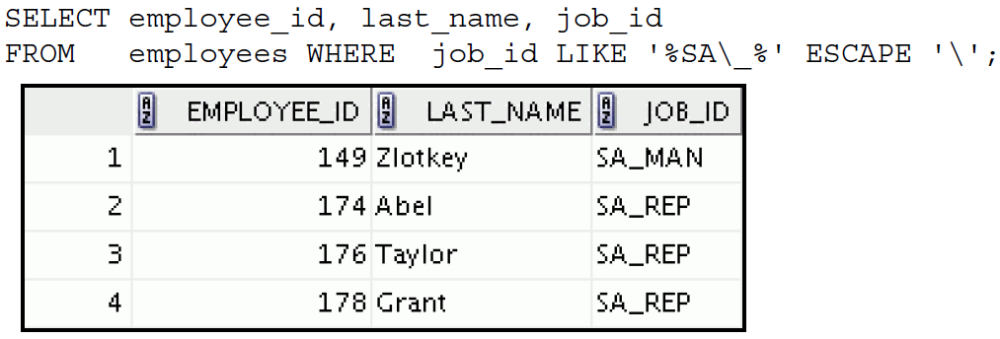 SELECT employee_id, last_name, job_id
FROM   employees WHERE  job_id LIKE '%SA\_%' ESCAPE '\';
EMPLOYEE_ID LAST_NAME JOB_ID
1 149 Zlotkey SA_MAN
2 174 Abel SA_REP
3 176 Taylor SA_REP
4 178 Grant SA_REP